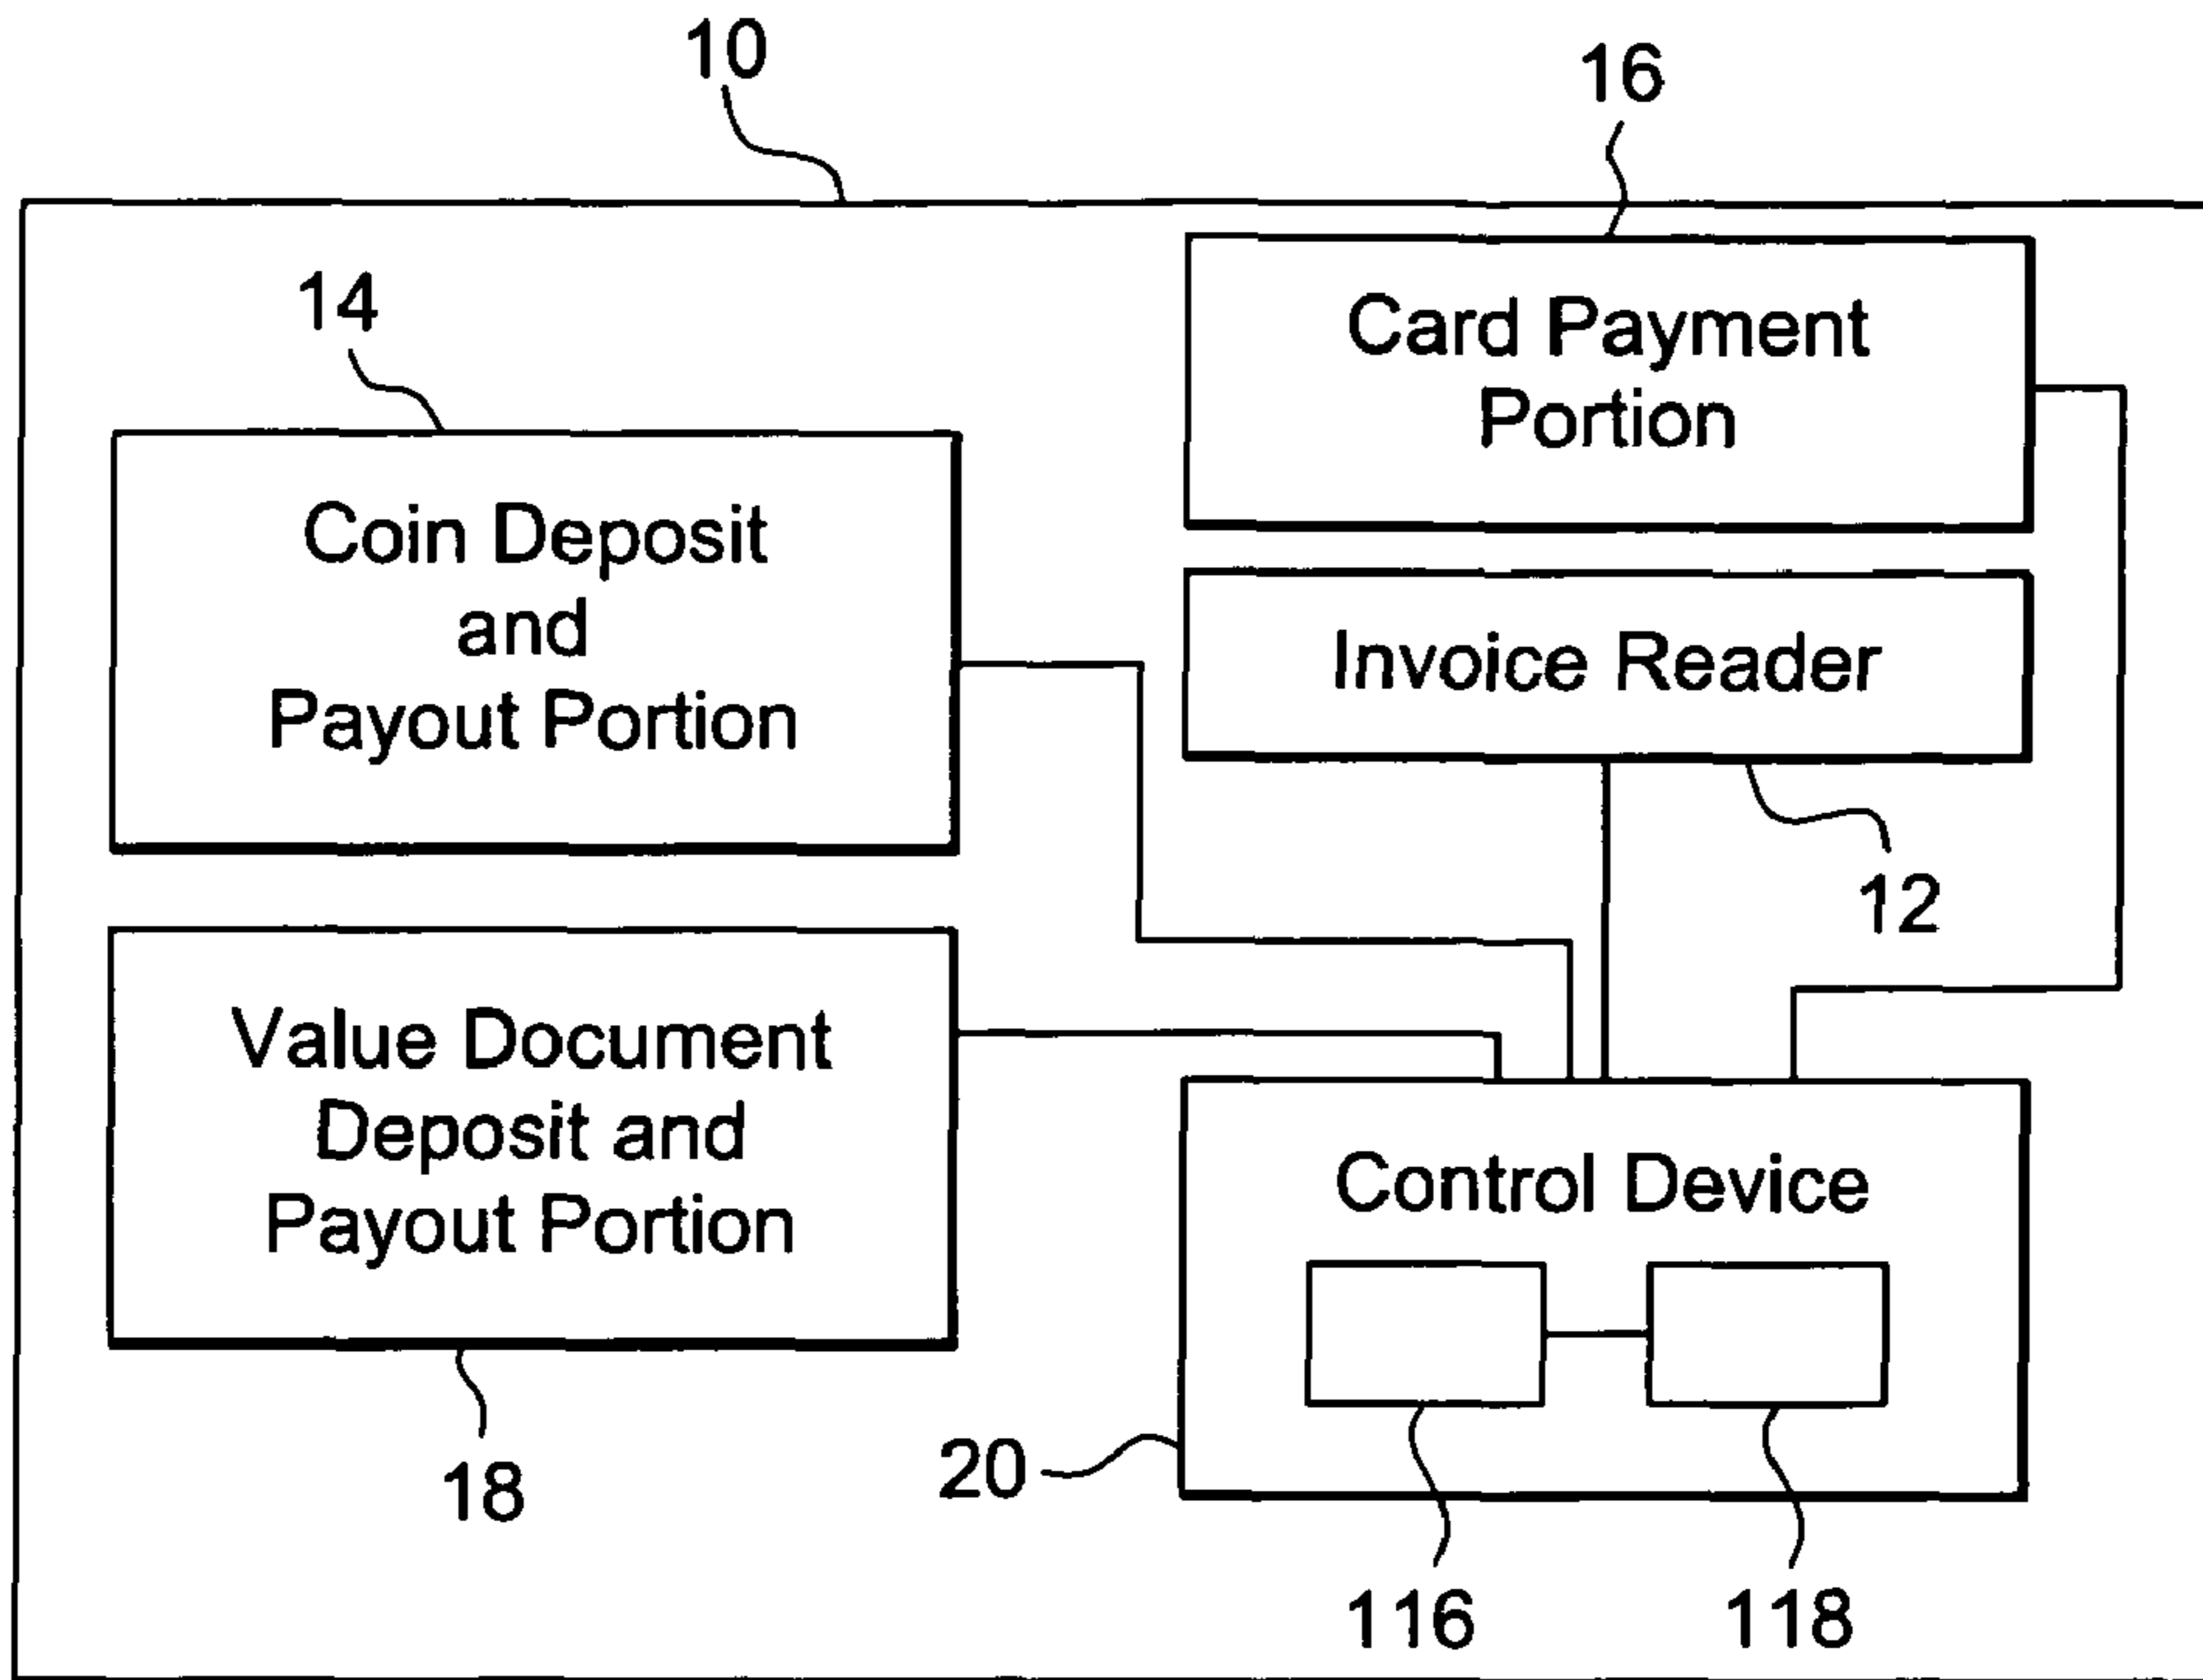 10
16
14
Card Payment
Portion
Coin Deposit
and
Payout Portion
Invoice Reader
12
Value Document
Deposit and
Payout Portion
Control Device
18
20
116
118